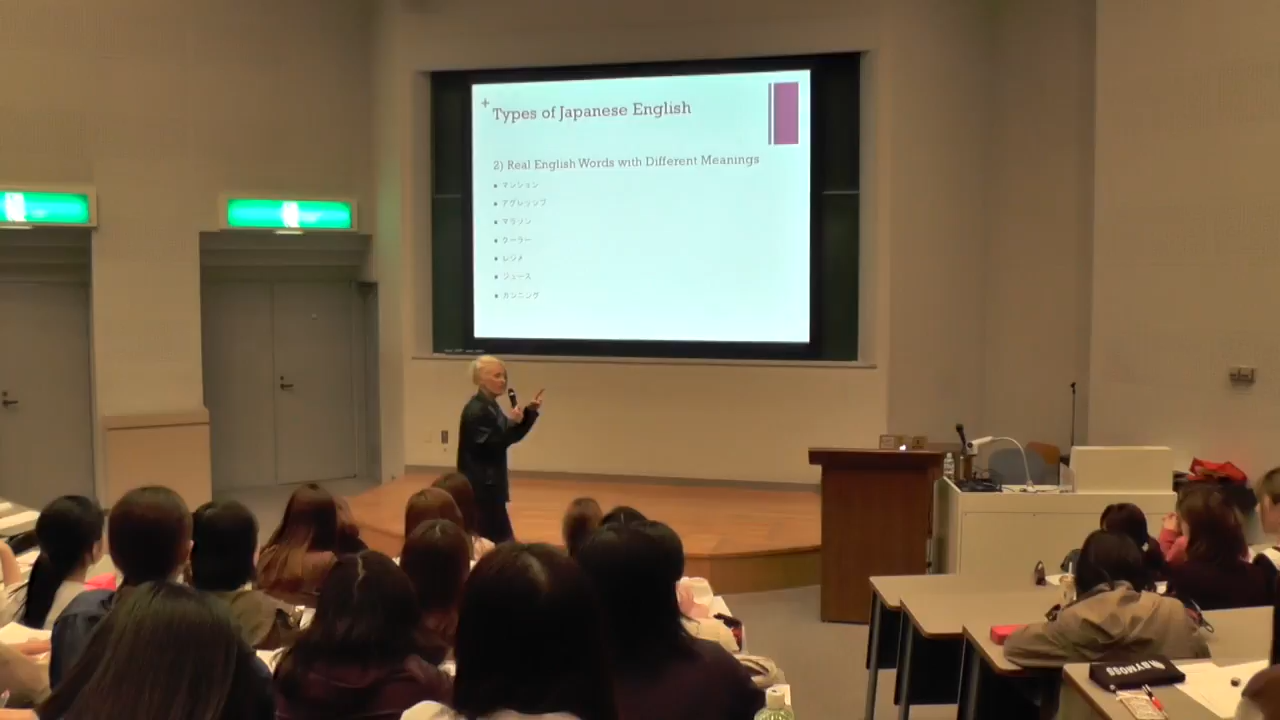 +
Types of Japanese English
2) Real English Words with Different Meanings
▪ マンション
▪ アグレッシブ
▪ マラソン
▪ クーラー
▪ レジメ
▪ ジュース
▪ カンニング
BYMOSS